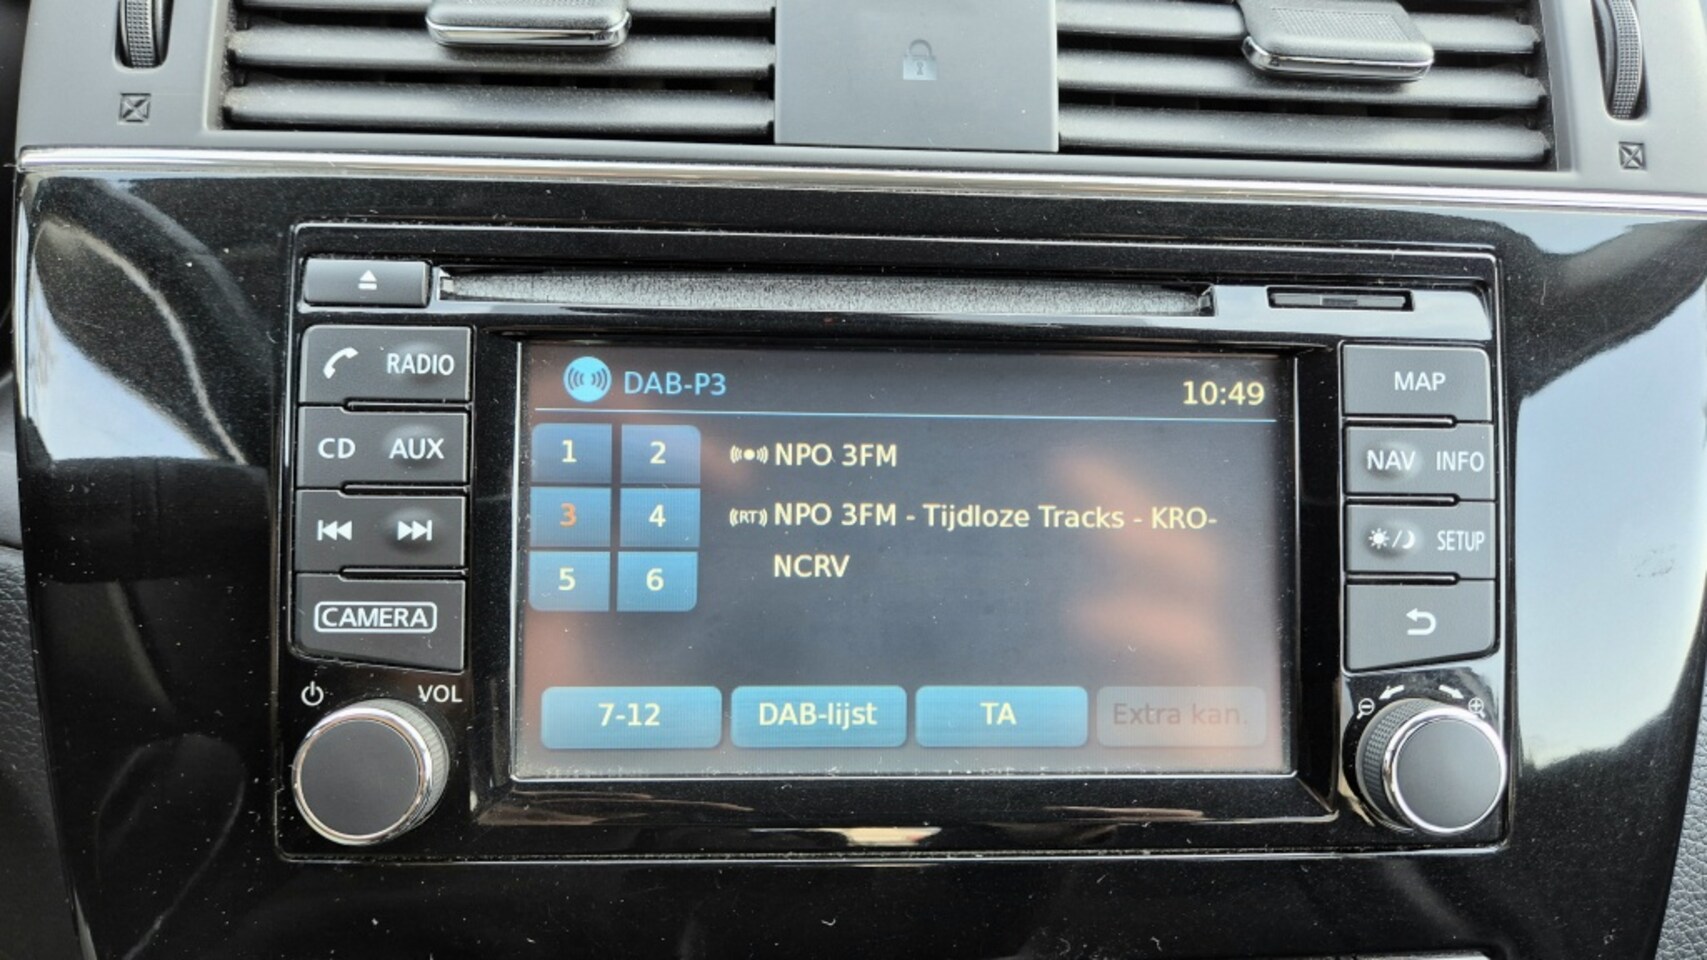 RADIO
CD AUX
CAMERA
VOL
DAB-P3 10:49
1 2 NPO 3FM
3 4 (RT) NPO 3FM - Tijdloze Tracks - KRO-
5 6 NCRV
7-12 DAB-lijst TA Extra kan.
MAP
NAV INFO
SETUP